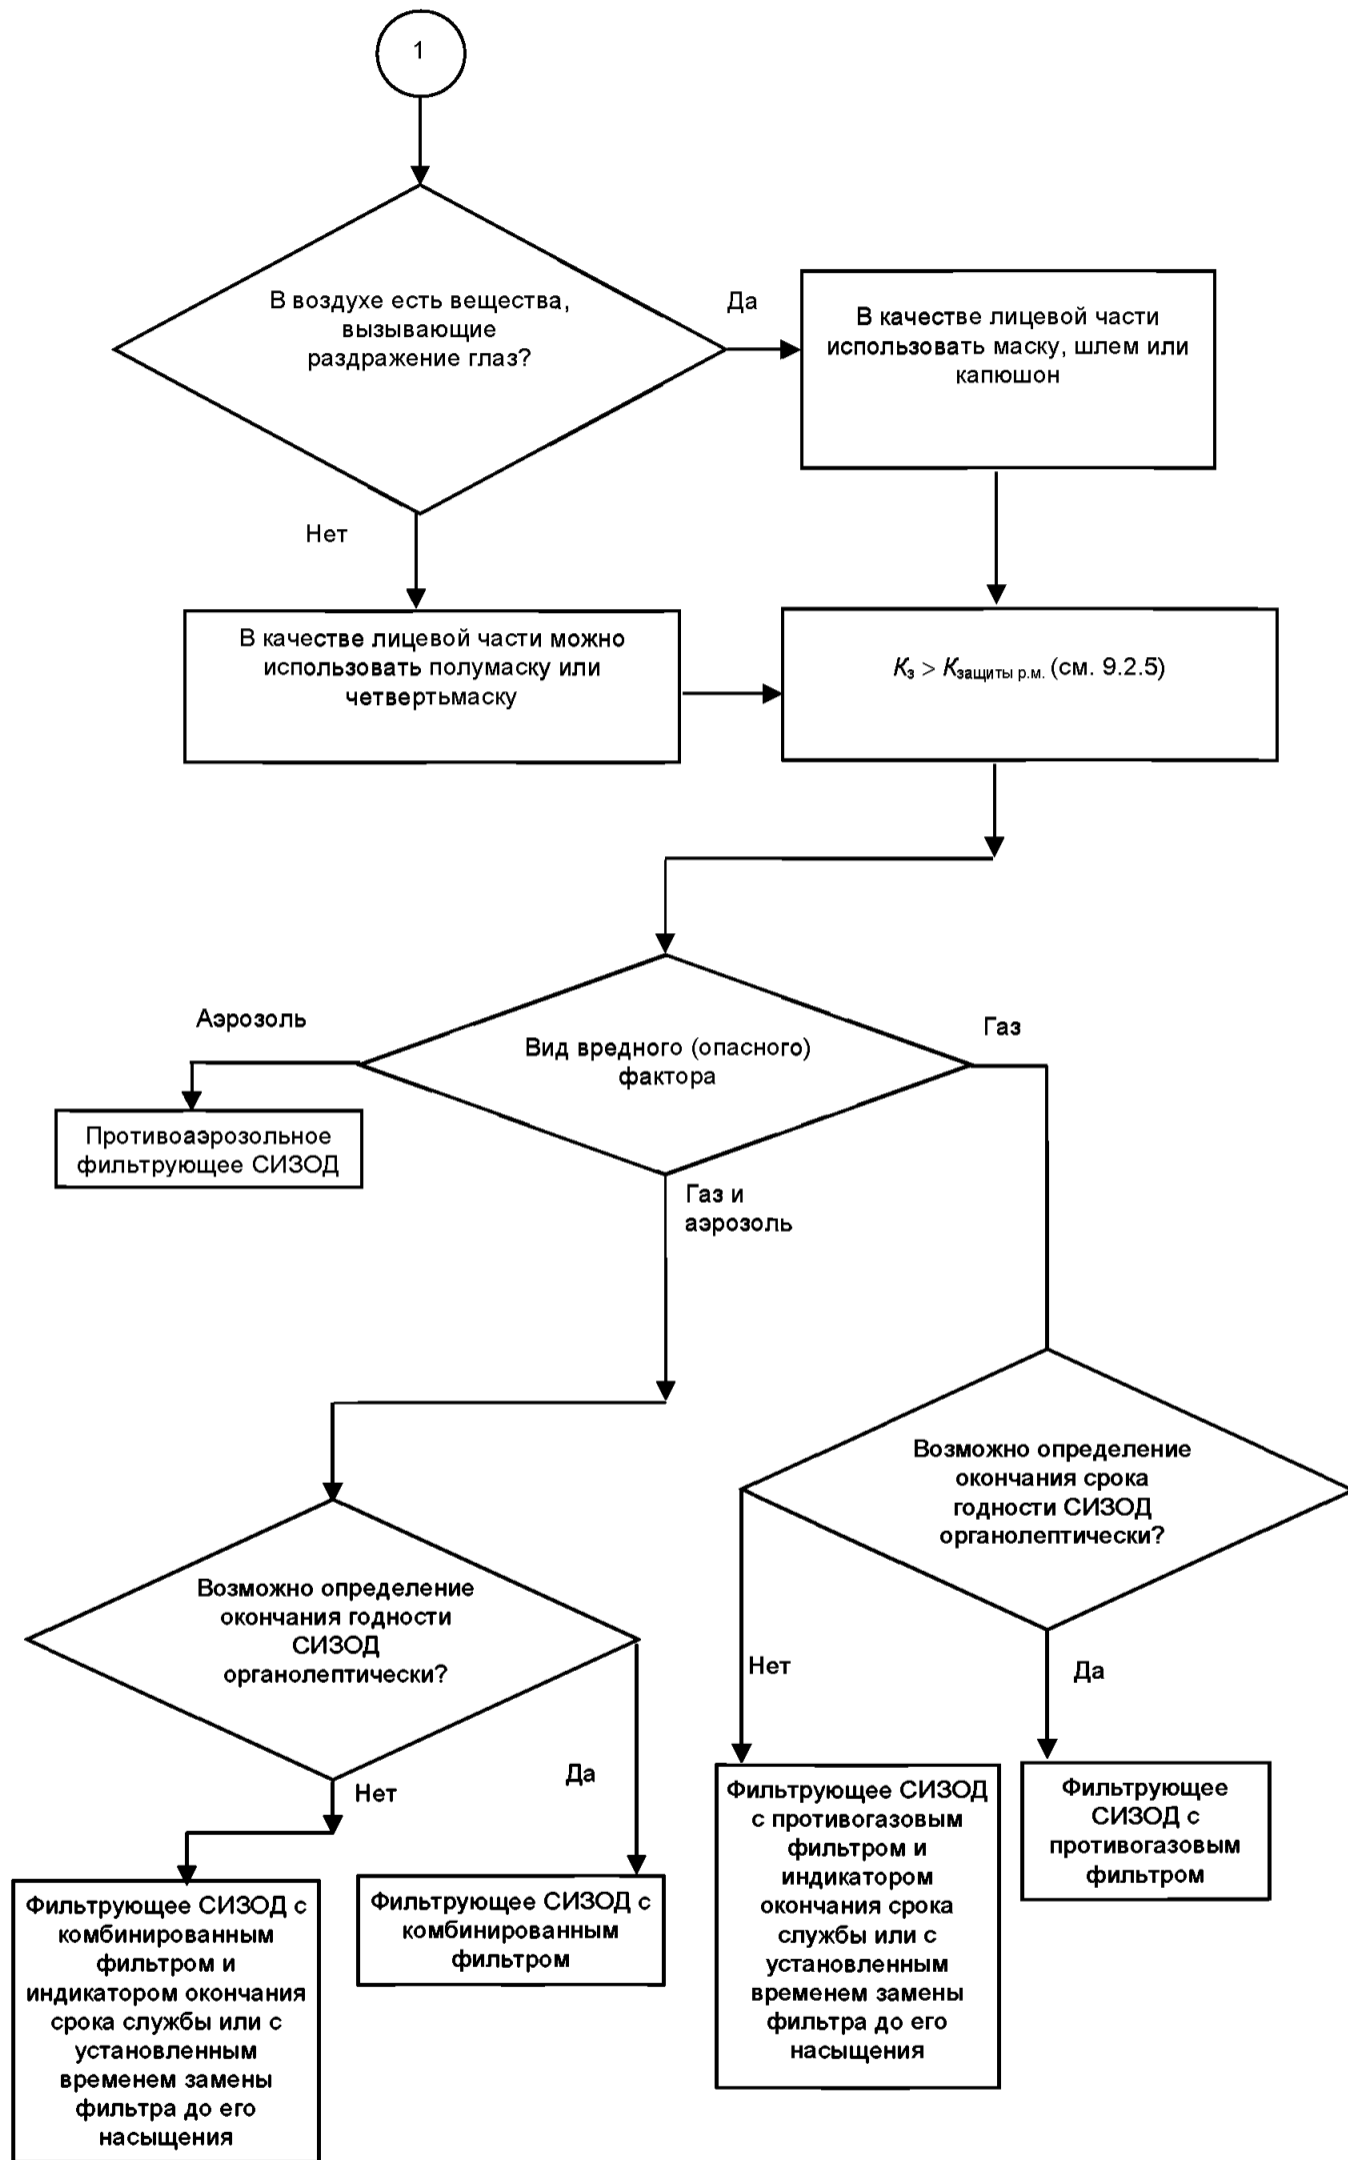 1
В воздухе есть вещества,
вызывающие
раздражение глаз?
Да
В качестве лицевой части
использовать маску, шлем или
капюшон
Нет
В качестве лицевой части можно
использовать полумаску или
четвертьмаску
Kз > Kзащиты р.м. (см. 9.2.5)
Аэрозоль
Вид вредного (опасного)
фактора
Газ
Противоаэрозольное
фильтрующее СИЗОД
Газ и
аэрозоль
Возможно определение
окончания срока
годности СИЗОД
органолептически?
Возможно определение
окончания годности
СИЗОД
органолептически?
Нет
Да
Нет
Да
Фильтрующее СИЗОД с
комбинированным
фильтром и
индикатором окончания
срока службы или с
установленным
временем замены
фильтра до его
насыщения
Фильтрующее СИЗОД с
комбинированным
фильтром
Фильтрующее СИЗОД
с противогазовым
фильтром и
индикатором
окончания срока
службы или с
установленным
временем замены
фильтра до его
насыщения
Фильтрующее
СИЗОД с
противогазовым
фильтром